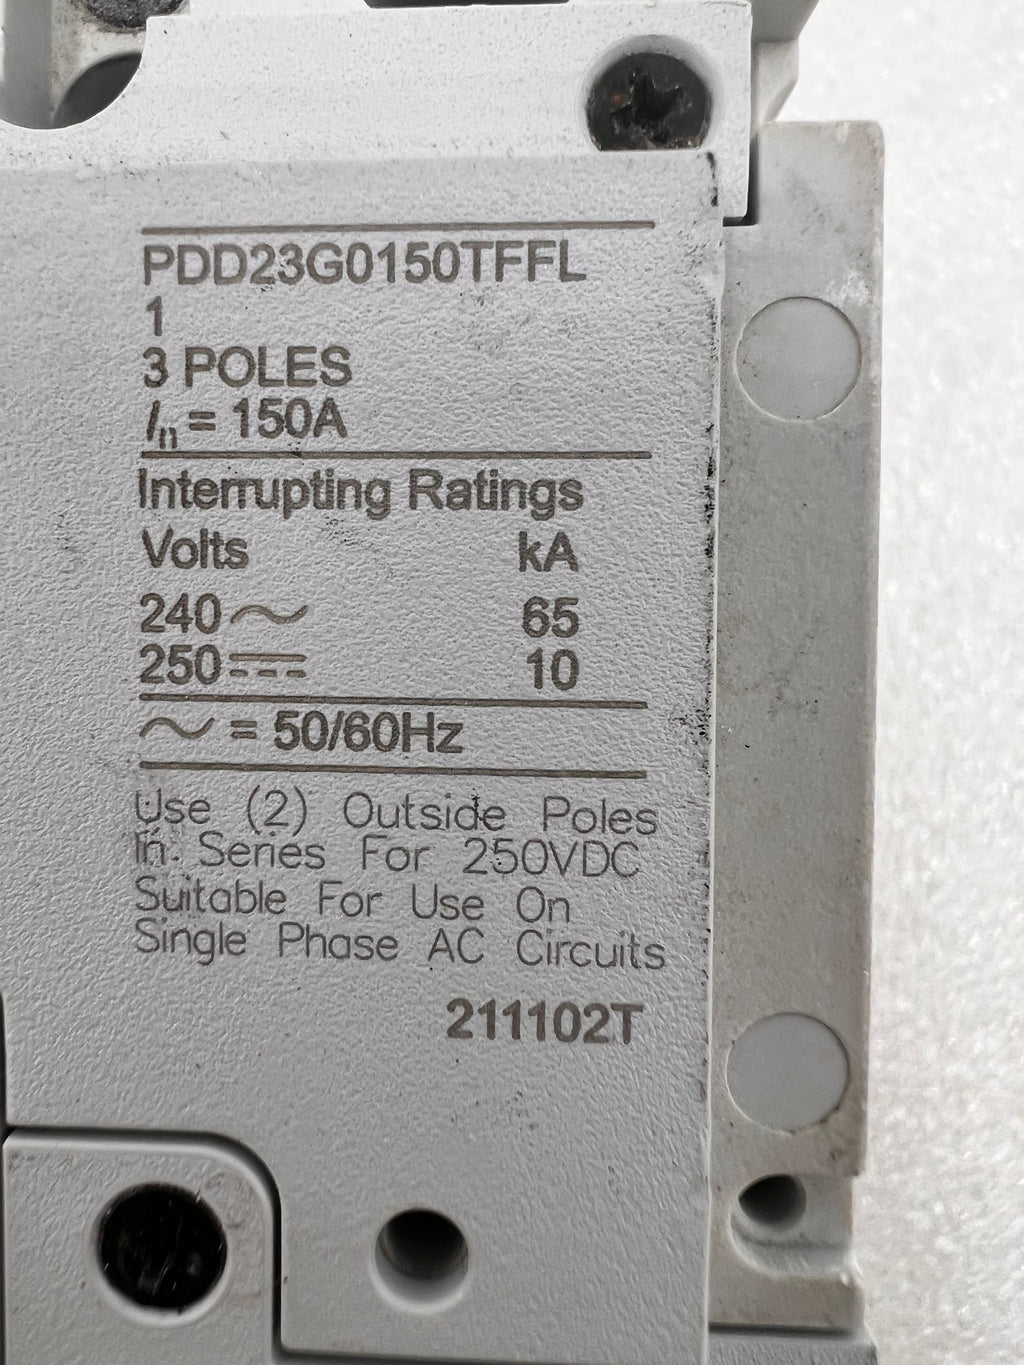 PDD23G0150TFFL
1
3 POLES
In = 150A
Interrupting Ratings
Volts kA
240 ~ 65
250 ⎓ 10
~ = 50/60Hz
Use (2) Outside Poles
In Series For 250VDC
Suitable For Use On
Single Phase AC Circuits
211102T